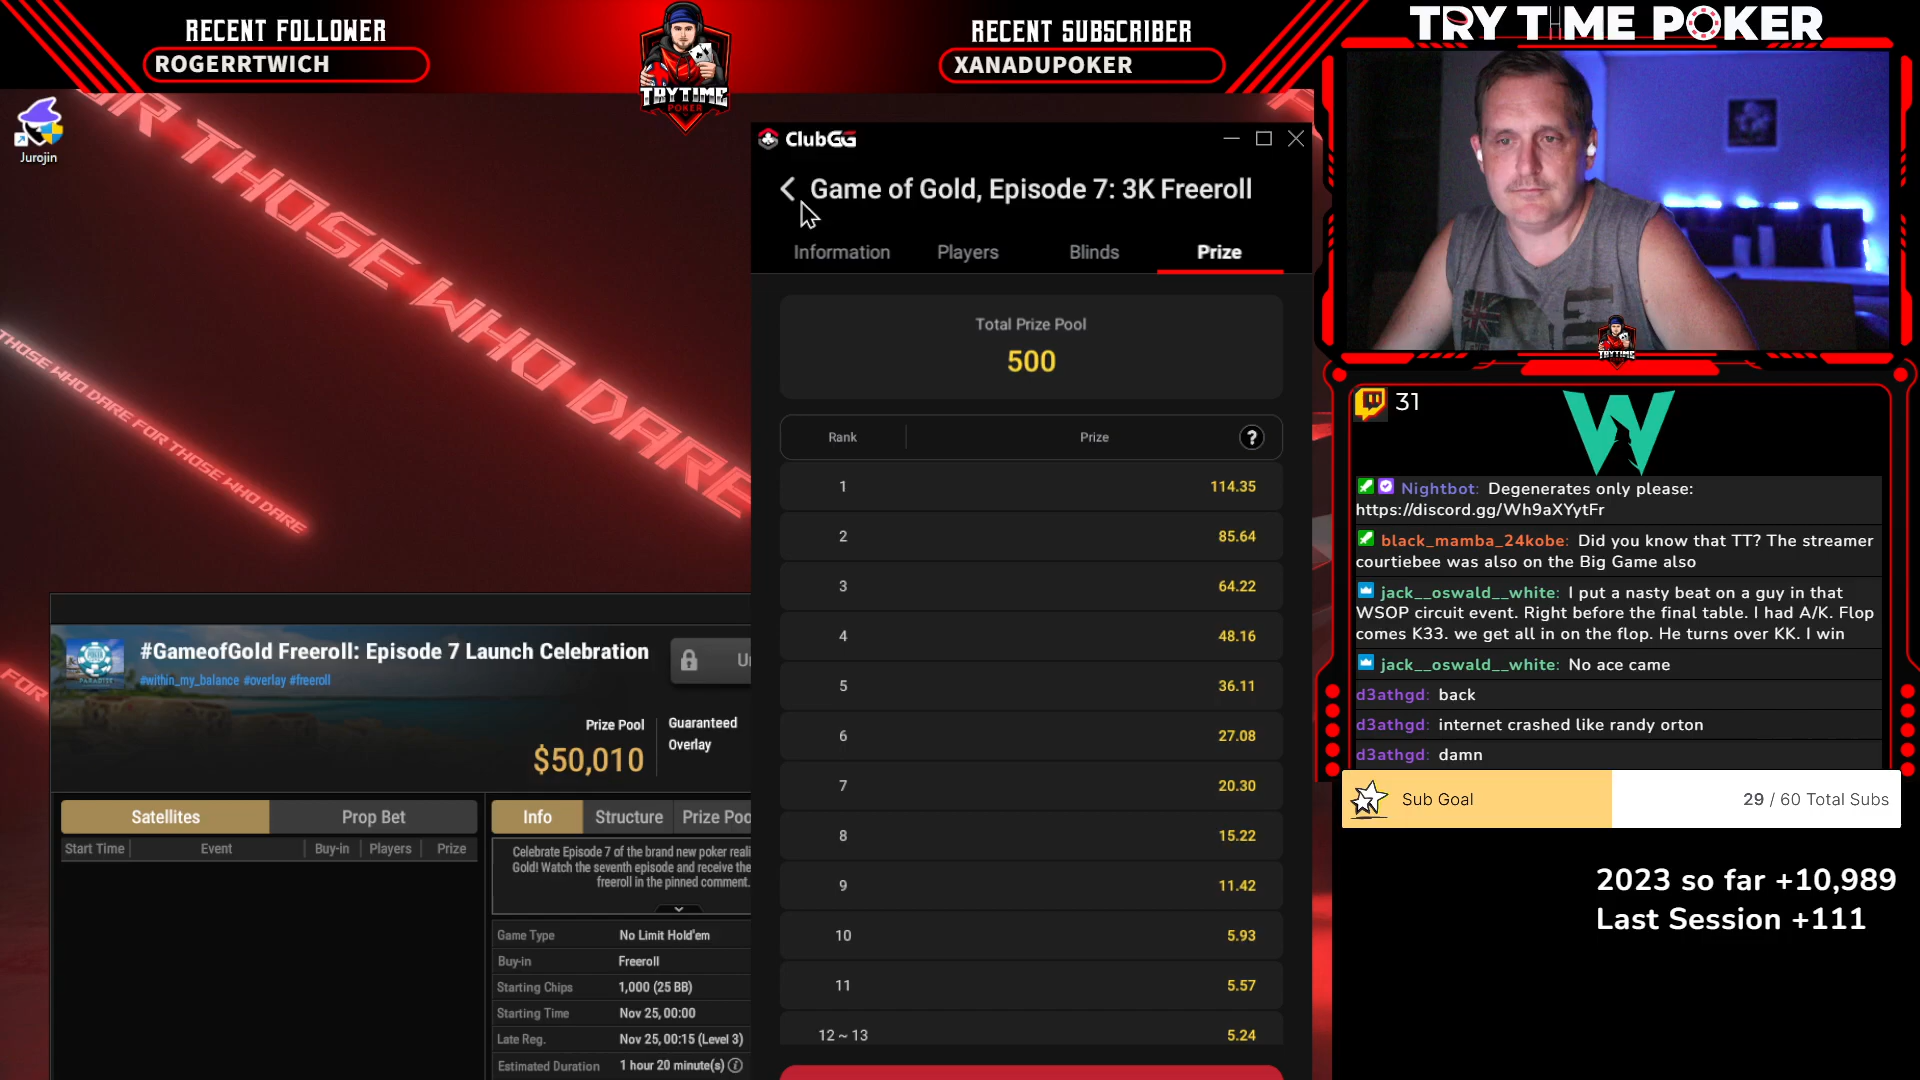 RECENT FOLLOWER
ROGERRTWICH
TRYTIME
POKER
RECENT SUBSCRIBER
XANADUPOKER
TRY TIME POKER
Jurojin
FOR THOSE WHO DARE
THOSE WHO DARE FOR THOSE WHO DARE
FOR
ClubGG
Game of Gold, Episode 7: 3K Freeroll
Information
Players
Blinds
Prize
Total Prize Pool
500
Rank
Prize
?
1
114.35
2
85.64
3
64.22
4
48.16
5
36.11
6
27.08
7
20.30
8
15.22
9
11.42
10
5.93
11
5.57
12 ~ 13
5.24
#GameofGold Freeroll: Episode 7 Launch Celebration
#within_my_balance #overlay #freeroll
Prize Pool
$50,010
Guaranteed
Overlay
Satellites
Prop Bet
Start Time
Event
Buy-in
Players
Prize
Info
Structure
Prize Poo
Celebrate Episode 7 of the brand new poker reali
Gold! Watch the seventh episode and receive the
freeroll in the pinned comment.
Game Type
No Limit Hold'em
Buy-in
Freeroll
Starting Chips
1,000 (25 BB)
Starting Time
Nov 25, 00:00
Late Reg.
Nov 25, 00:15 (Level 3)
Estimated Duration
1 hour 20 minute(s)
TRYTIME
31
Nightbot: Degenerates only please:
https://discord.gg/Wh9aXYytFr
black_mamba_24kobe: Did you know that TT? The streamer
courtiebee was also on the Big Game also
jack__oswald__white: I put a nasty beat on a guy in that
WSOP circuit event. Right before the final table. I had A/K. Flop
comes K33. we get all in on the flop. He turns over KK. I win
jack__oswald__white: No ace came
d3athgd: back
d3athgd: internet crashed like randy orton
d3athgd: damn
Sub Goal
29 / 60 Total Subs
2023 so far +10,989
Last Session +111